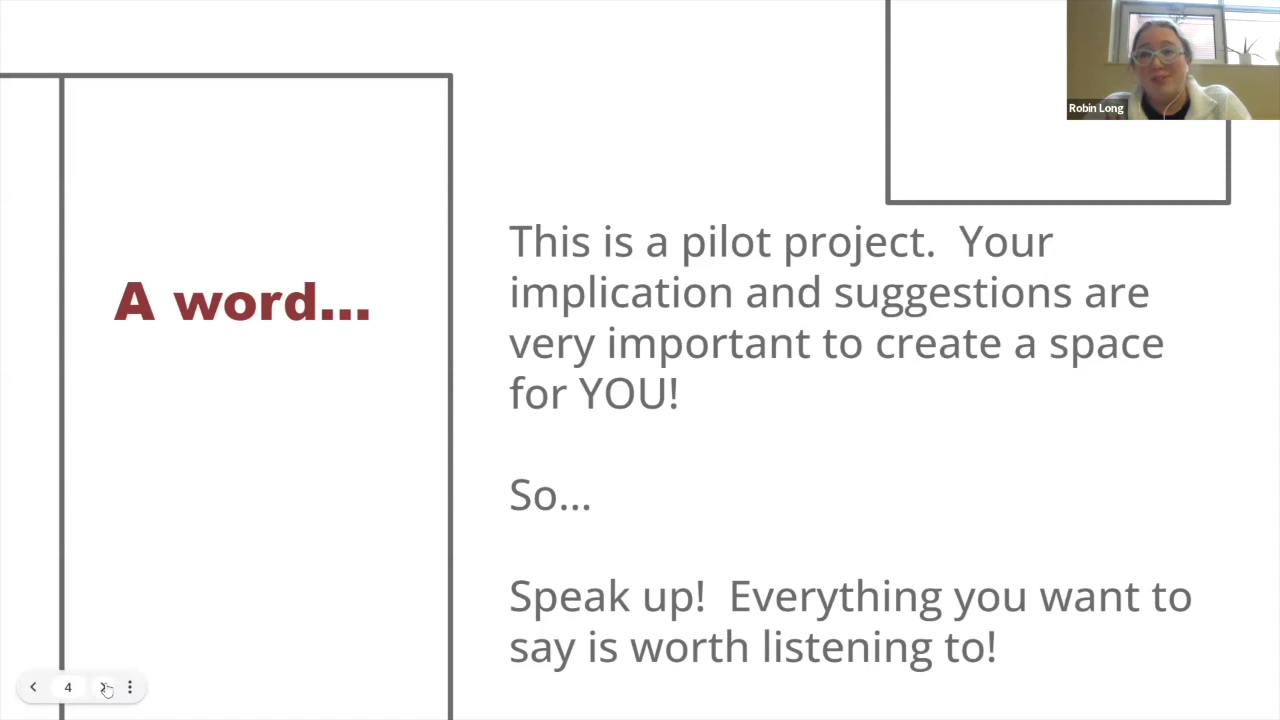 Robin Long
A word...
This is a pilot project.  Your
implication and suggestions are
very important to create a space
for YOU!
So...
Speak up!  Everything you want to
say is worth listening to!
4